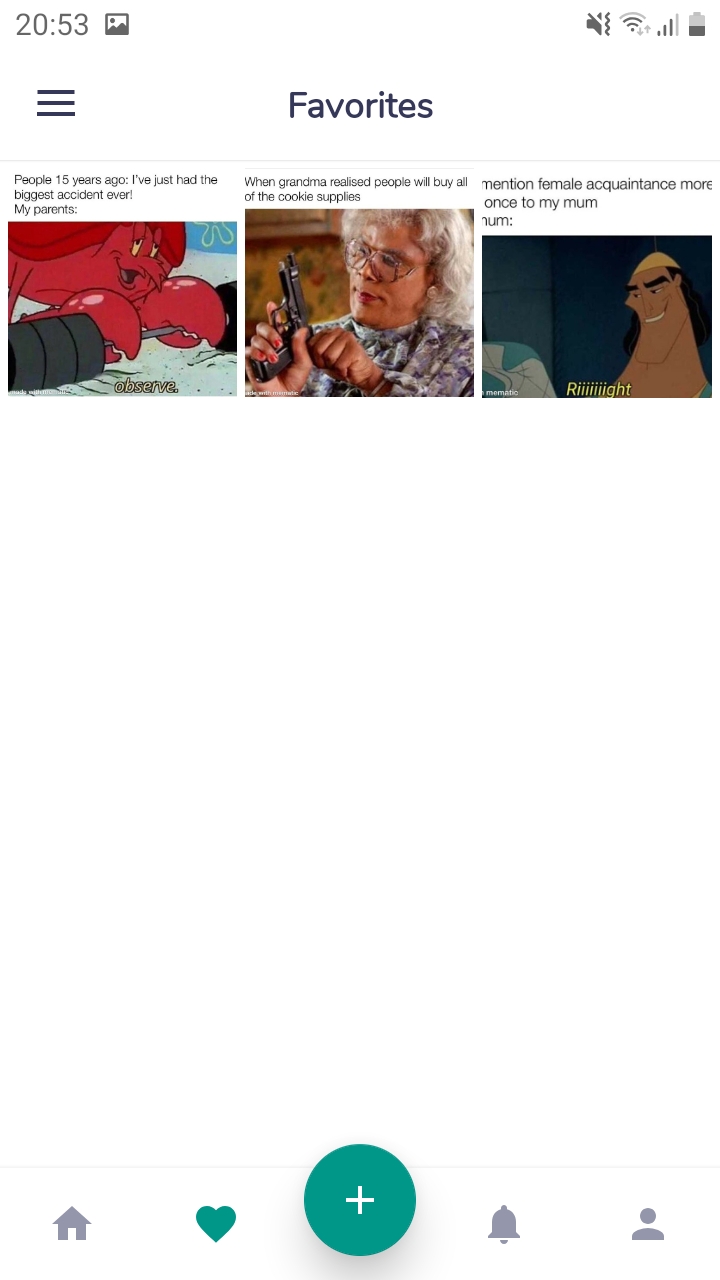 20:53
Favorites
People 15 years ago: I've just had the
biggest accident ever!
My parents:
observe.
made with mematic
When grandma realised people will buy all
of the cookie supplies
ade with mematic
mention female acquaintance more
once to my mum
num:
Riiiiiiight
mematic